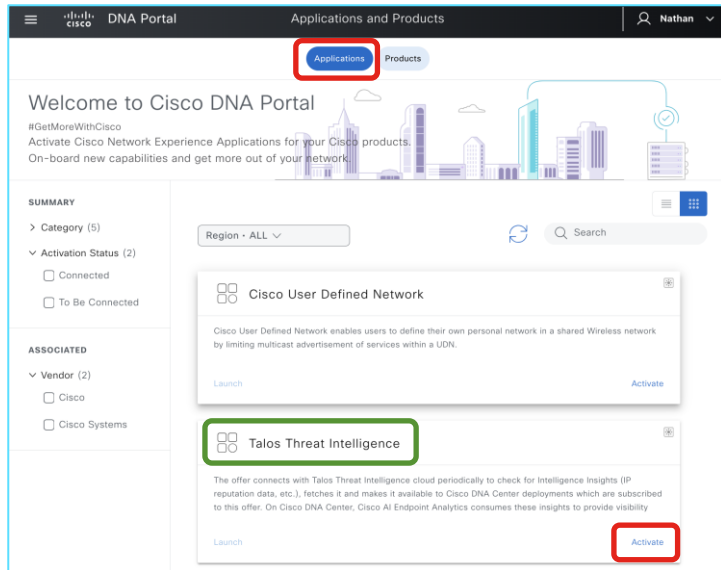 cisco DNA Portal
Applications and Products
Nathan
Applications
Products
Welcome to Cisco DNA Portal
#GetMoreWithCisco
Activate Cisco Network Experience Applications for your Cisco products.
On-board new capabilities and get more out of your network.
SUMMARY
Category (5)
Activation Status (2)
Connected
To Be Connected
ASSOCIATED
Vendor (2)
Cisco
Cisco Systems
Region • ALL
Search
Cisco User Defined Network
Cisco User Defined Network enables users to define their own personal network in a shared Wireless network
by limiting multicast advertisement of services within a UDN.
Launch
Activate
Talos Threat Intelligence
The offer connects with Talos Threat Intelligence cloud periodically to check for Intelligence Insights (IP
reputation data, etc.), fetches it and makes it available to Cisco DNA Center deployments which are subscribed
to this offer. On Cisco DNA Center, Cisco AI Endpoint Analytics consumes these insights to provide visibility
Launch
Activate